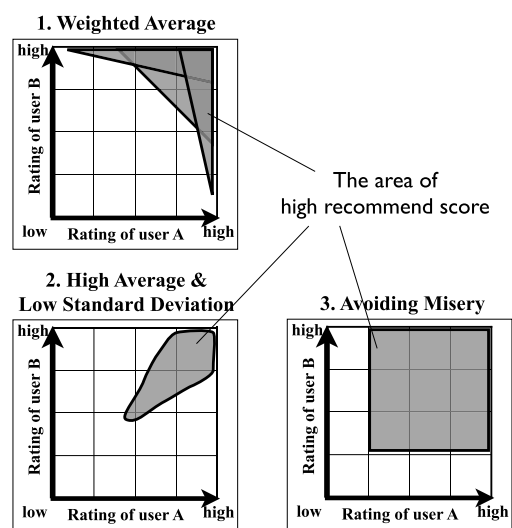 1. Weighted Average
high
Rating of user B
low
Rating of user A
high
The area of
high recommend score
2. High Average &
Low Standard Deviation
high
Rating of user B
low
Rating of user A
high
3. Avoiding Misery
high
Rating of user B
low
Rating of user A
high